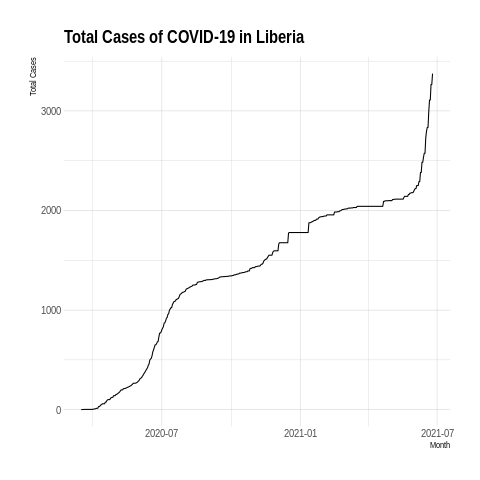 Total Cases of COVID-19 in Liberia
Total Cases
3000
2000
1000
0
2020-07
2021-01
2021-07
Month